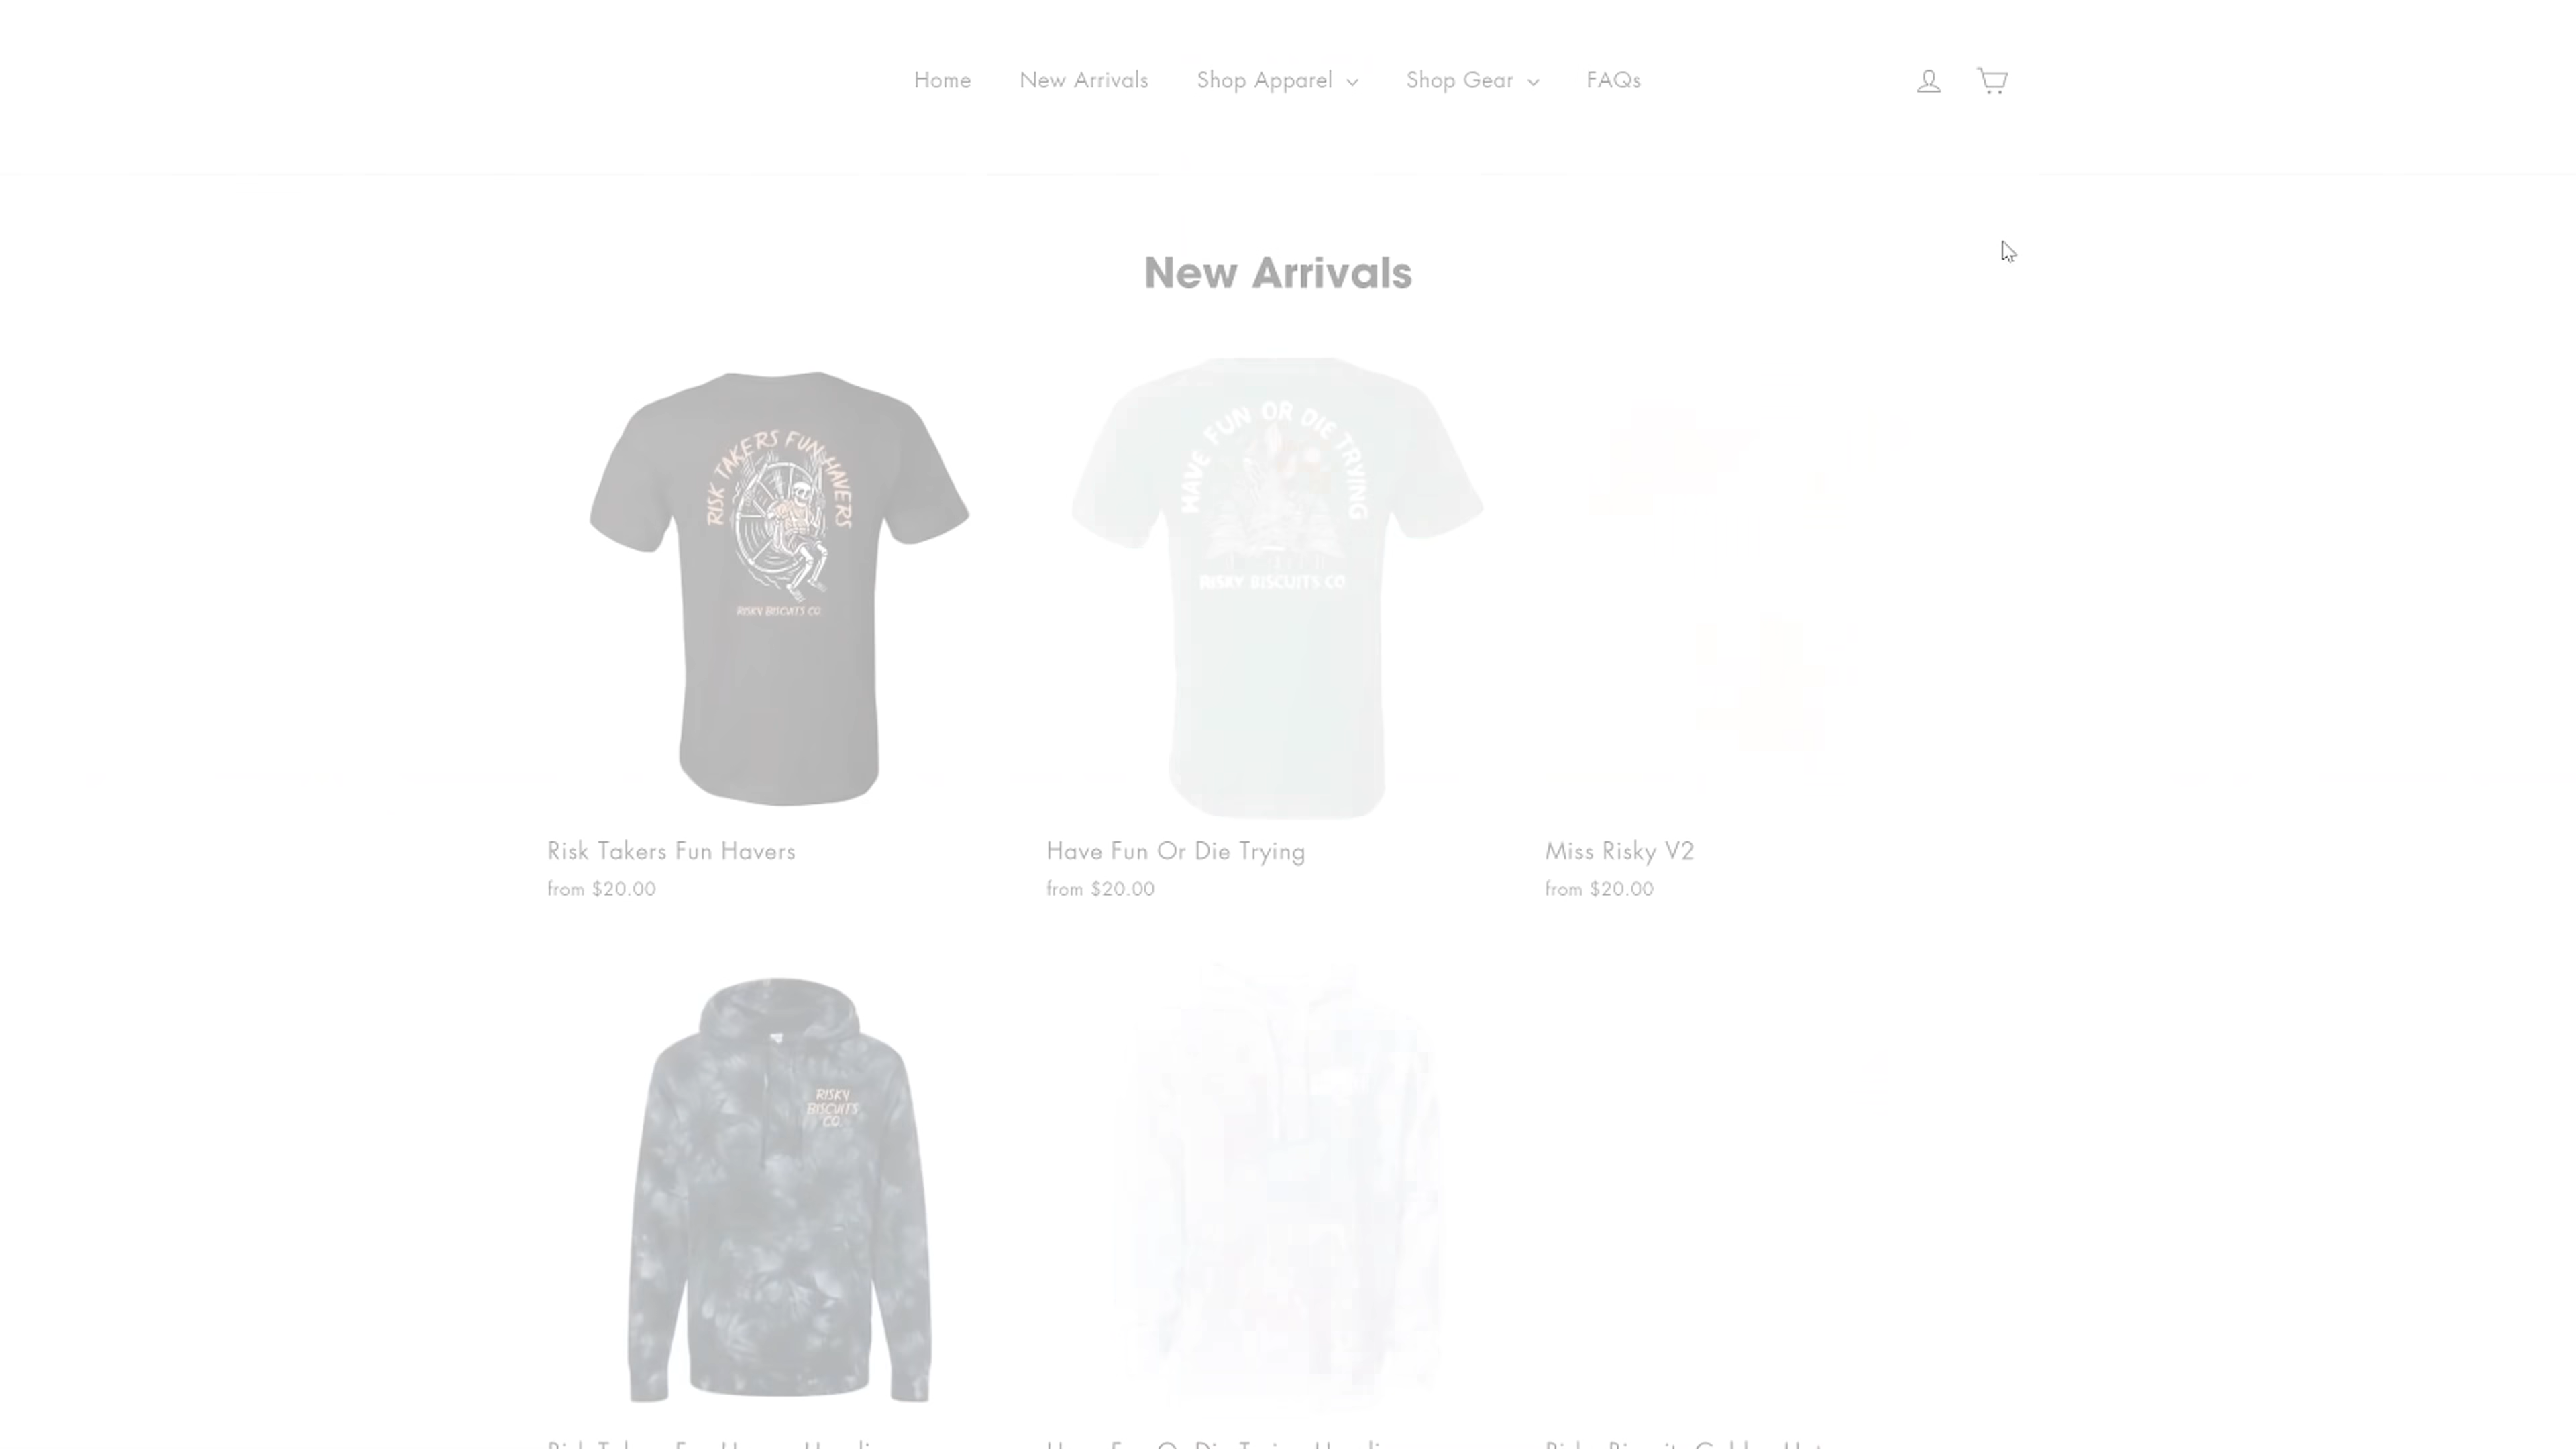 Home New Arrivals Shop Apparel Shop Gear FAQs
New Arrivals
RISK TAKERS FUN HAVERS
RISKY BISCUITS CO
HAVE FUN OR DIE TRYING
RISKY BISCUITS CO
Risk Takers Fun Havers
from $20.00
Have Fun Or Die Trying
from $20.00
Miss Risky V2
from $20.00
RISKY
BISCUITS
CO.